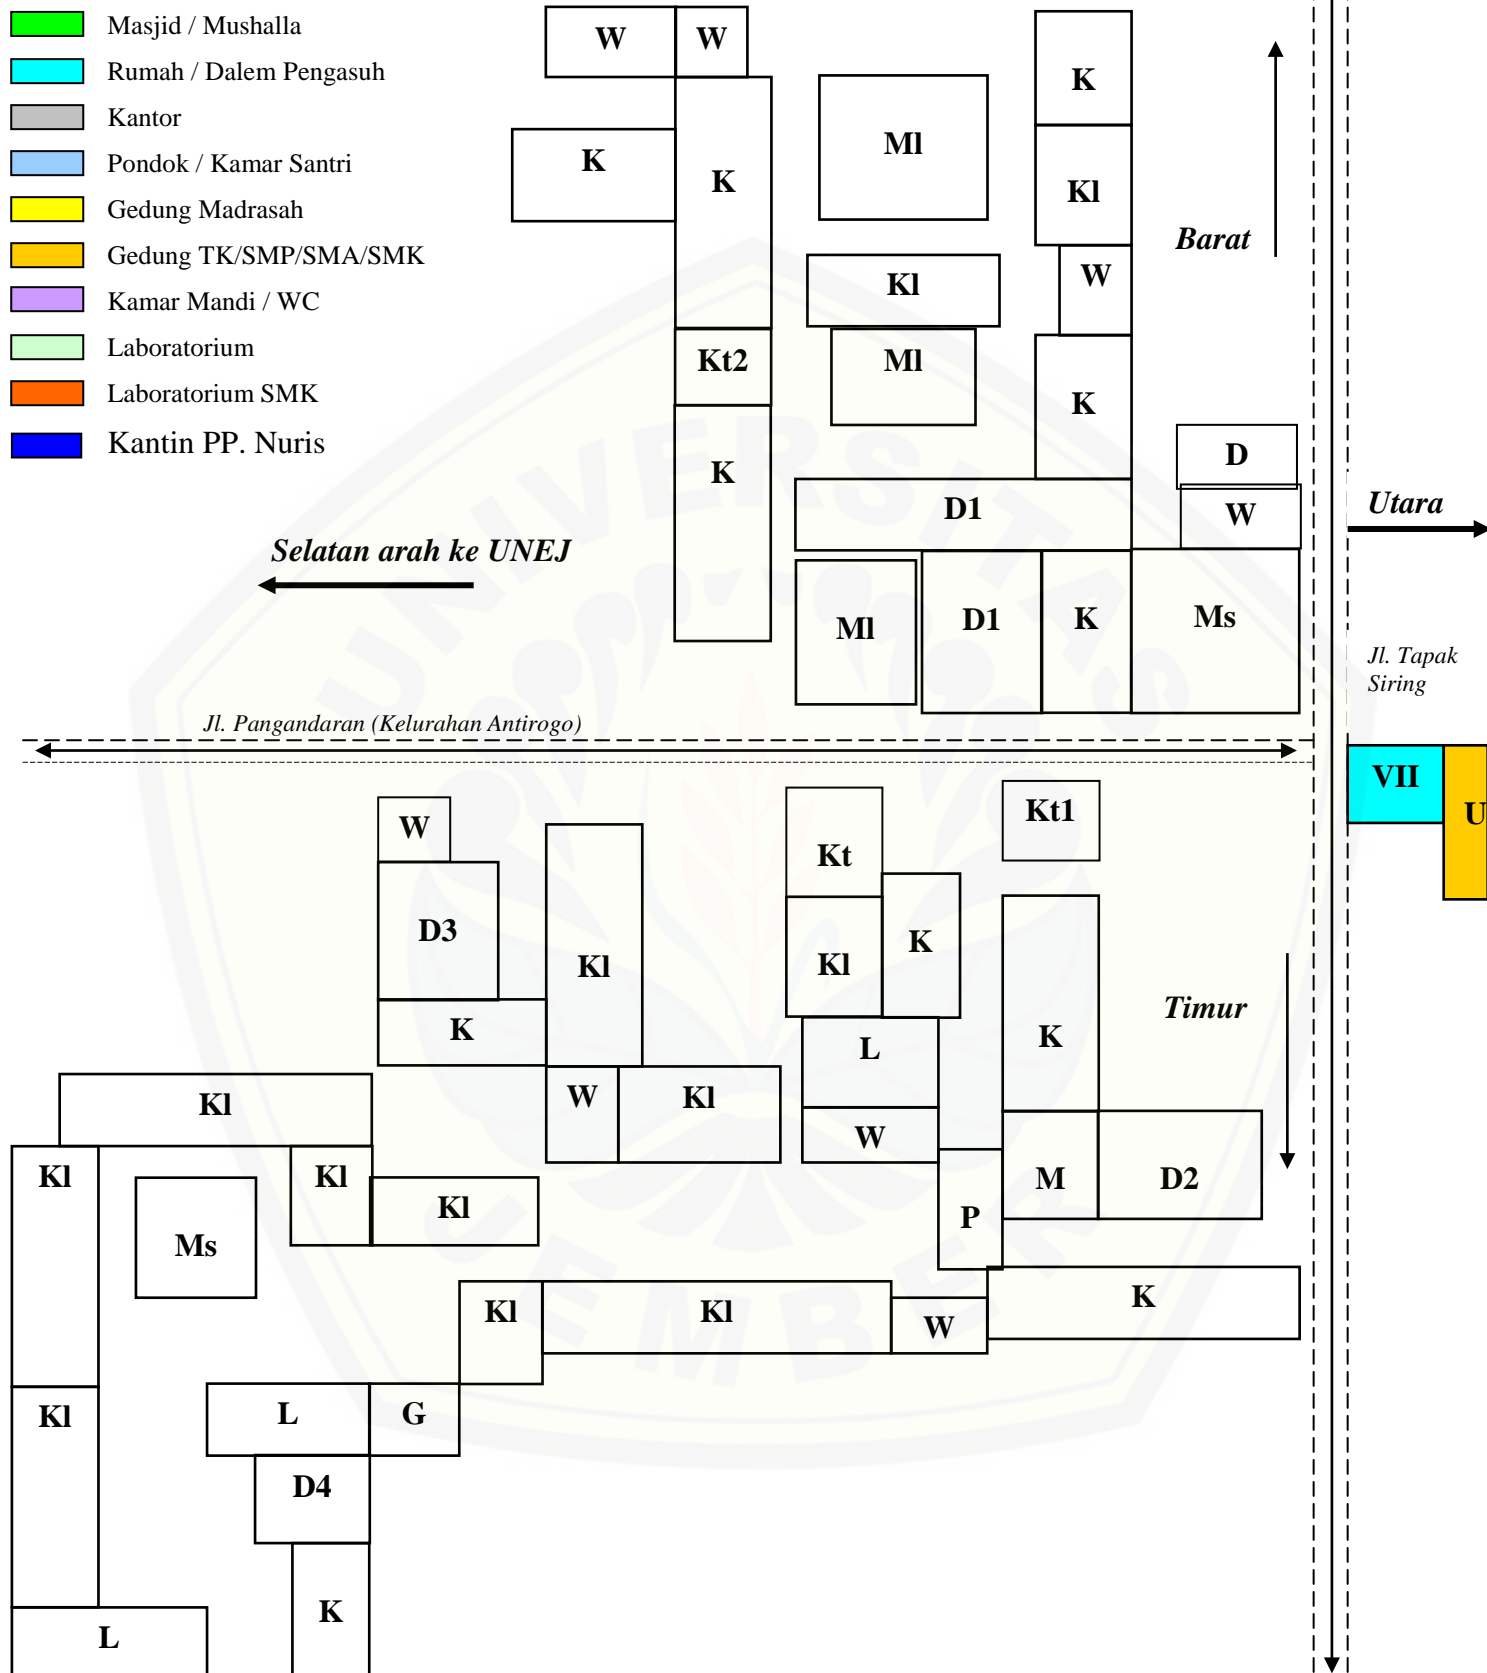 Masjid / Mushalla
Rumah / Dalem Pengasuh
Kantor
Pondok / Kamar Santri
Gedung Madrasah
Gedung TK/SMP/SMA/SMK
Kamar Mandi / WC
Laboratorium
Laboratorium SMK
Kantin PP. Nuris
W W
K
Ml
K
K
Kl
Barat
W
Kl
Kt2
Ml
K
K
D
D1
W
Utara
Selatan arah ke UNEJ
Ml
D1
K
Ms
Jl. Tapak
Siring
Jl. Pangandaran (Kelurahan Antirogo)
VII
U
W
Kt
Kt1
D3
Kl
Kl
K
Timur
K
L
K
Kl
W
Kl
W
Kl
Kl
Kl
Ms
P
M
D2
Kl
Kl
W
K
Kl
L
G
D4
K
L
UNIVERSITAS
JEMBER